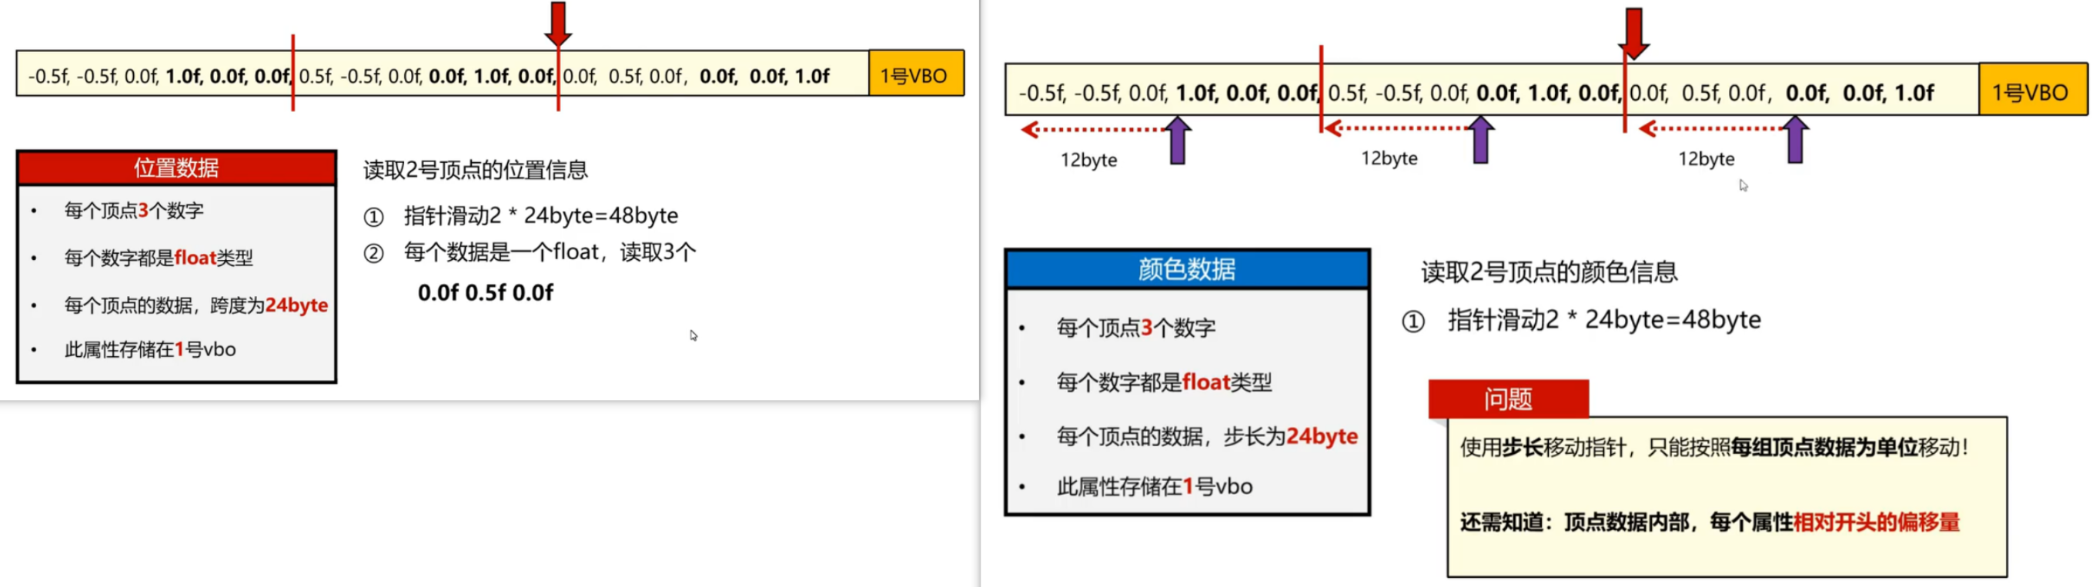 -0.5f, -0.5f, 0.0f, 1.0f, 0.0f, 0.0f, 0.5f, -0.5f, 0.0f, 0.0f, 1.0f, 0.0f, 0.0f, 0.5f, 0.0f, 0.0f, 0.0f, 1.0f
1号VBO
位置数据
• 每个顶点3个数字
• 每个数字都是float类型
• 每个顶点的数据，跨度为24byte
• 此属性存储在1号vbo
读取2号顶点的位置信息
① 指针滑动2 * 24byte=48byte
② 每个数据是一个float，读取3个
0.0f 0.5f 0.0f
-0.5f, -0.5f, 0.0f, 1.0f, 0.0f, 0.0f, 0.5f, -0.5f, 0.0f, 0.0f, 1.0f, 0.0f, 0.0f, 0.5f, 0.0f, 0.0f, 0.0f, 1.0f
1号VBO
12byte
12byte
12byte
颜色数据
• 每个顶点3个数字
• 每个数字都是float类型
• 每个顶点的数据，步长为24byte
• 此属性存储在1号vbo
读取2号顶点的颜色信息
① 指针滑动2 * 24byte=48byte
问题
使用步长移动指针，只能按照每组顶点数据为单位移动！
还需知道：顶点数据内部，每个属性相对开头的偏移量